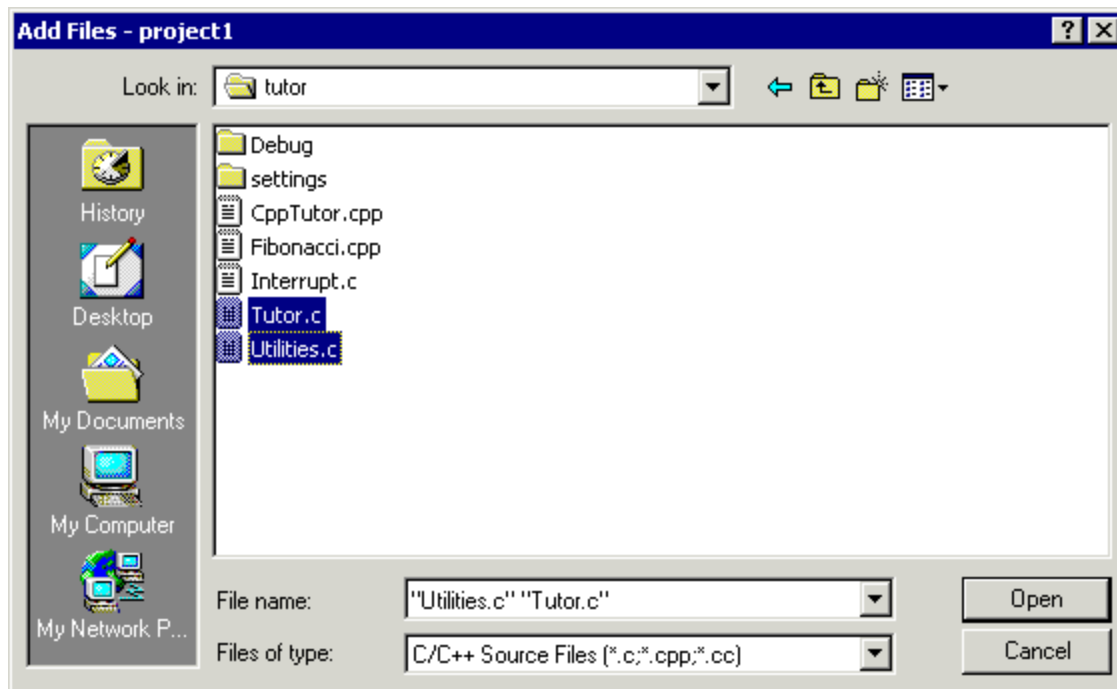 Add Files - project1
Look in: tutor
History
Desktop
My Documents
My Computer
My Network P...
Debug
settings
CppTutor.cpp
Fibonacci.cpp
Interrupt.c
Tutor.c
Utilities.c
File name: "Utilities.c" "Tutor.c" Open
Files of type: C/C++ Source Files (*.c;*.cpp;*.cc) Cancel